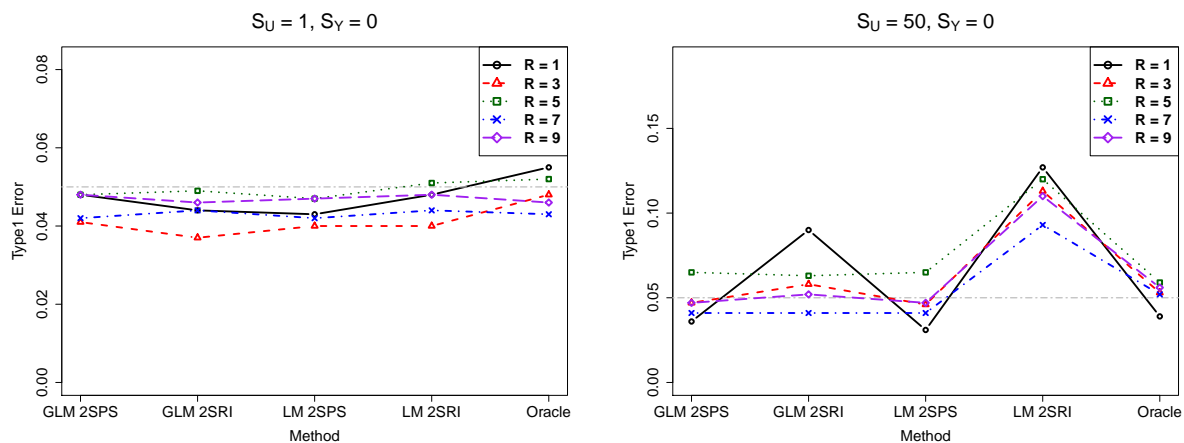 S_U = 1, S_Y = 0
Type1 Error
0.00
0.02
0.04
0.06
0.08
R = 1
R = 3
R = 5
R = 7
R = 9
GLM 2SPS
GLM 2SRI
LM 2SPS
LM 2SRI
Oracle
Method
S_U = 50, S_Y = 0
Type1 Error
0.00
0.05
0.10
0.15
R = 1
R = 3
R = 5
R = 7
R = 9
GLM 2SPS
GLM 2SRI
LM 2SPS
LM 2SRI
Oracle
Method